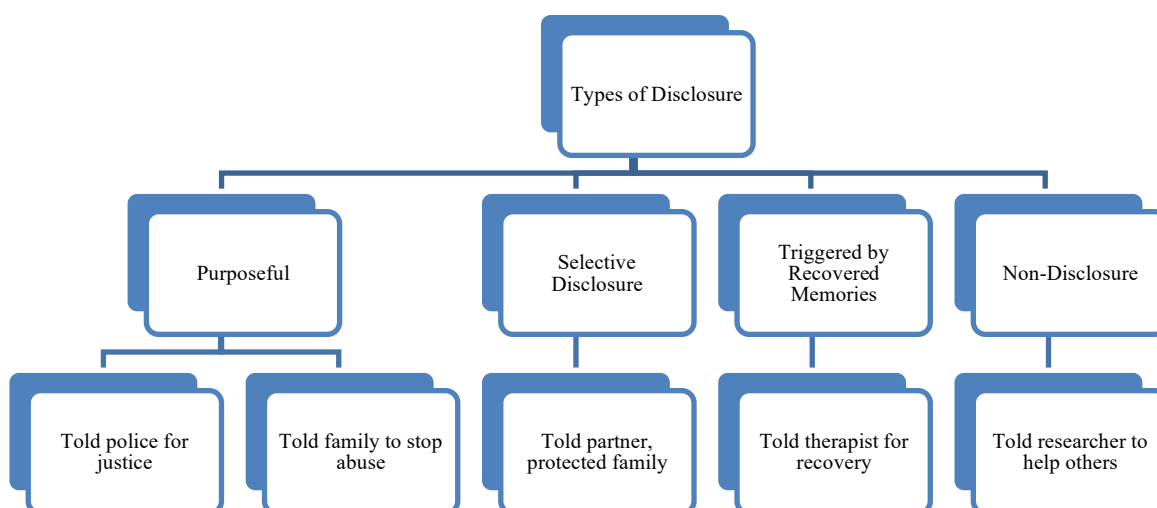 Types of Disclosure
Purposeful
Selective
Disclosure
Triggered by
Recovered
Memories
Non-Disclosure
Told police for
justice
Told family to stop
abuse
Told partner,
protected family
Told therapist for
recovery
Told researcher to
help others